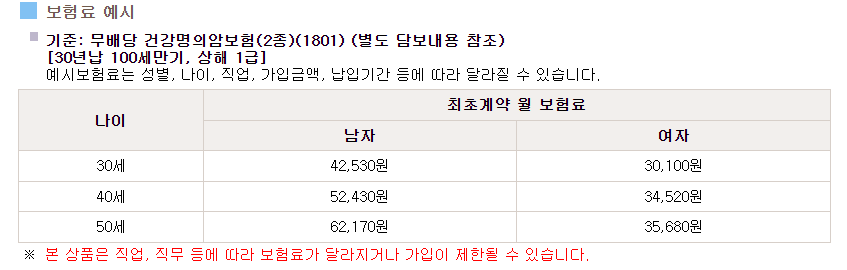 보험료 예시
기준: 무배당 건강명의암보험(2종)(1801) (별도 담보내용 참조)
[30년납 100세만기, 상해 1급]
예시보험료는 성별, 나이, 직업, 가입금액, 납입기간 등에 따라 달라질 수 있습니다.
나이 최초계약 월 보험료
남자 여자
30세 42,530원 30,100원
40세 52,430원 34,520원
50세 62,170원 35,680원
※ 본 상품은 직업, 직무 등에 따라 보험료가 달라지거나 가입이 제한될 수 있습니다.